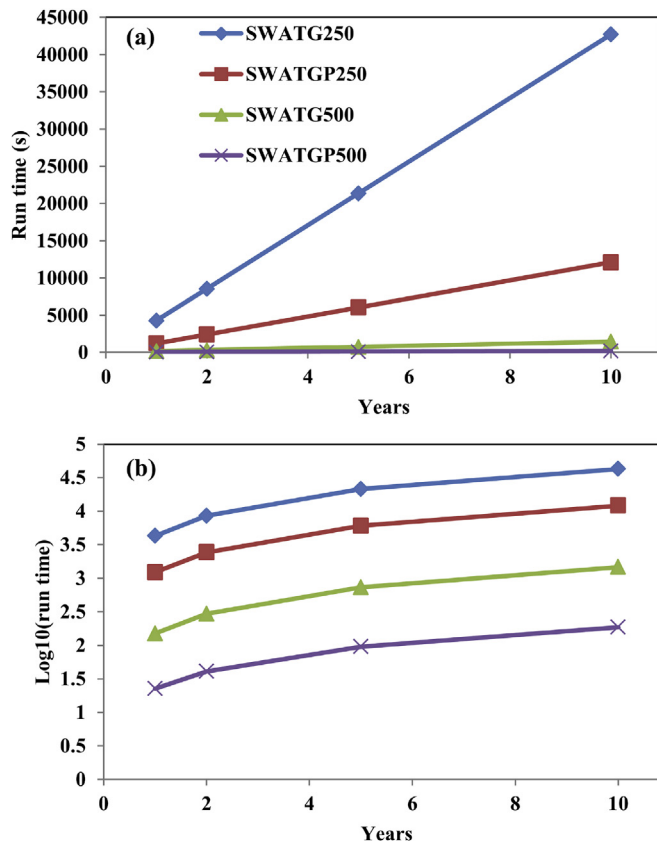 (a)
SWATG250
SWATGP250
SWATG500
SWATGP500
45000
40000
35000
30000
25000
20000
15000
10000
5000
0
Run time (s)
0 2 4 6 8 10
Years
(b)
5
4.5
4
3.5
3
2.5
2
1.5
1
0.5
0
Log10(run time)
0 2 4 6 8 10
Years